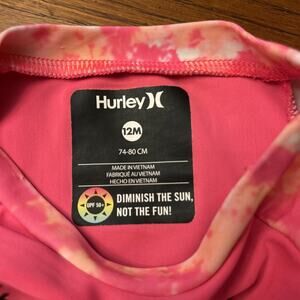 Hurley
12M
74-80 CM
MADE IN VIETNAM
FABRIQUÉ AU VIETNAM
HECHO EN VIETNAM
UPF 50+
DIMINISH THE SUN,
NOT THE FUN!